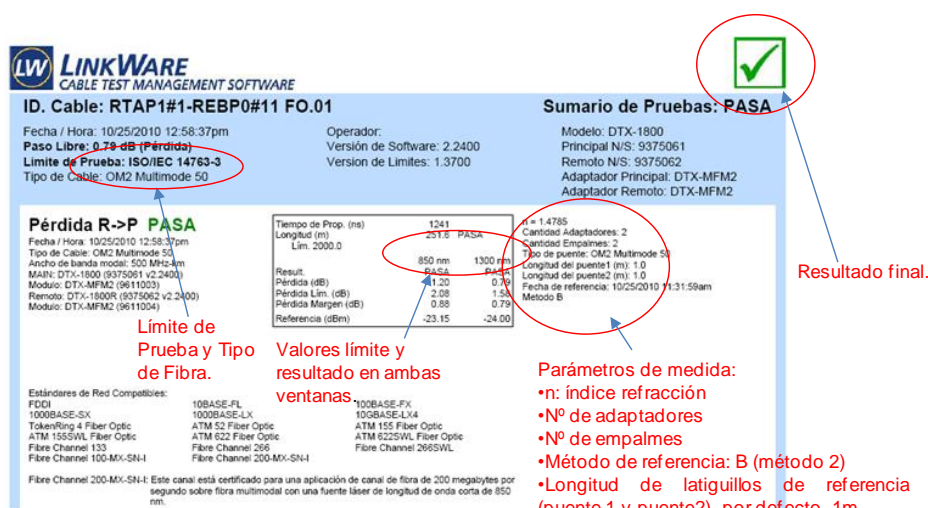 LW LINKWARE
CABLE TEST MANAGEMENT SOFTWARE
ID. Cable: RTAP1#1-REBP0#11 FO.01
Sumario de Pruebas: PASA
Fecha / Hora: 10/25/2010 12:58:37pm
Paso Libre: 0.79 dB (Pérdida)
Límite de Prueba: ISO/IEC 14763-3
Tipo de Cable: OM2 Multimode 50
Operador:
Versión de Software: 2.2400
Version de Limites: 1.3700
Modelo: DTX-1800
Principal N/S: 9375061
Remoto N/S: 9375062
Adaptador Principal: DTX-MFM2
Adaptador Remoto: DTX-MFM2
Pérdida R->P PASA
Fecha / Hora: 10/25/2010 12:58:37pm
Tipo de Cable: OM2 Multimode 50
Ancho de banda modal: 500 MHz-km
MAIN: DTX-1800 (9375061 v2.2400)
Modulo: DTX-MFM2 (9611003)
Remoto: DTX-1800R (9375062 v2.2400)
Modulo: DTX-MFM2 (9611004)
Tiempo de Prop. (ns) 1241
Longitud (m) 251.6 PASA
Lím. 2000.0
850 nm 1300 nm
Result. PASA PASA
Pérdida (dB) 1.20 0.79
Pérdida Lím. (dB) 2.08 1.58
Pérdida Margen (dB) 0.88 0.79
Referencia (dBm) -23.15 -24.00
n = 1.4785
Cantidad Adaptadores: 2
Cantidad Empalmes: 2
Tipo de puente: OM2 Multimode 50
Longitud del puente1 (m): 1.0
Longitud del puente2 (m): 1.0
Fecha de referencia: 10/25/2010 11:31:59am
Metodo B
Resultado final.
Límite de
Prueba y Tipo
de Fibra.
Valores límite y
resultado en ambas
ventanas.
Parámetros de medida:
•n: índice refracción
•Nº de adaptadores
•Nº de empalmes
•Método de referencia: B (método 2)
•Longitud de latiguillos de referencia
(puente 1 y puente2), por defecto, 1m
Estándares de Red Compatibles:
FDDI 10BASE-FL 100BASE-FX
1000BASE-SX 1000BASE-LX 10GBASE-LX4
TokenRing 4 Fiber Optic ATM 52 Fiber Optic ATM 155 Fiber Optic
ATM 155SWL Fiber Optic ATM 622 Fiber Optic ATM 622SWL Fiber Optic
Fibre Channel 133 Fibre Channel 266 Fibre Channel 266SWL
Fibre Channel 100-MX-SN-I Fibre Channel 200-MX-SN-I
Fibre Channel 200-MX-SN-I: Este canal está certificado para una aplicación de canal de fibra de 200 megabytes por
segundo sobre fibra multimodal con una fuente láser de longitud de onda corta de 850
nm.